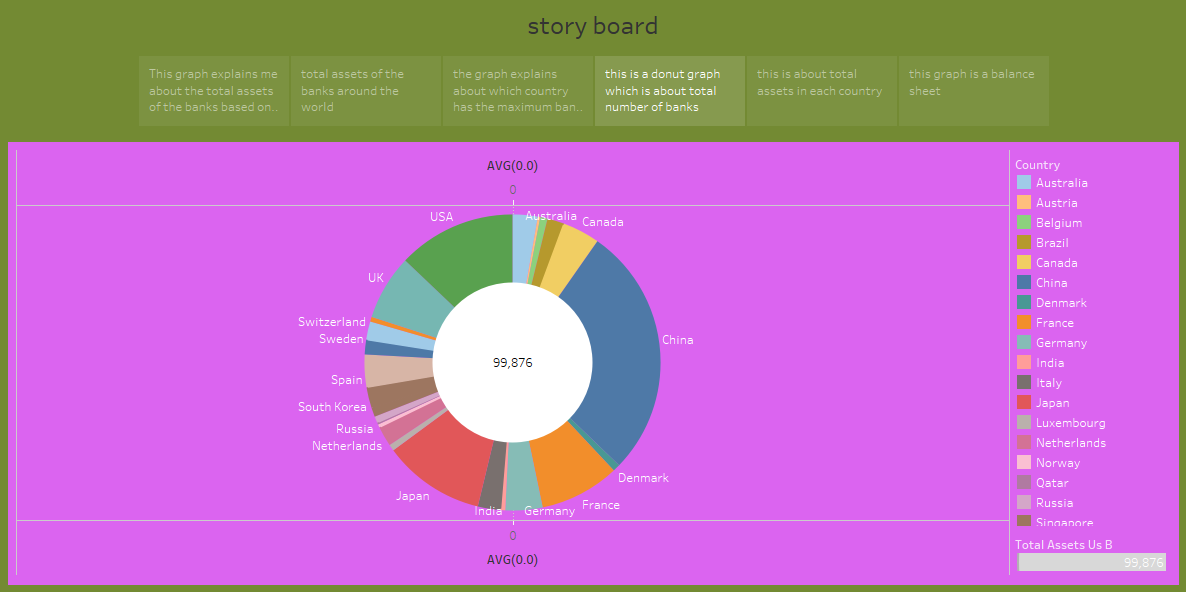 story board
This graph explains me
about the total assets
of the banks based on..
total assets of the
banks around the
world
the graph explains
about which country
has the maximum ban..
this is a donut graph
which is about total
number of banks
this is about total
assets in each country
this graph is a balance
sheet
AVG(0.0)
0
USA
Australia
Canada
UK
Switzerland
Sweden
China
99,876
Spain
South Korea
Russia
Netherlands
Denmark
Japan
France
India
Germany
0
AVG(0.0)
Country
Australia
Austria
Belgium
Brazil
Canada
China
Denmark
France
Germany
India
Italy
Japan
Luxembourg
Netherlands
Norway
Qatar
Russia
Singapore
Total Assets Us B
99,876